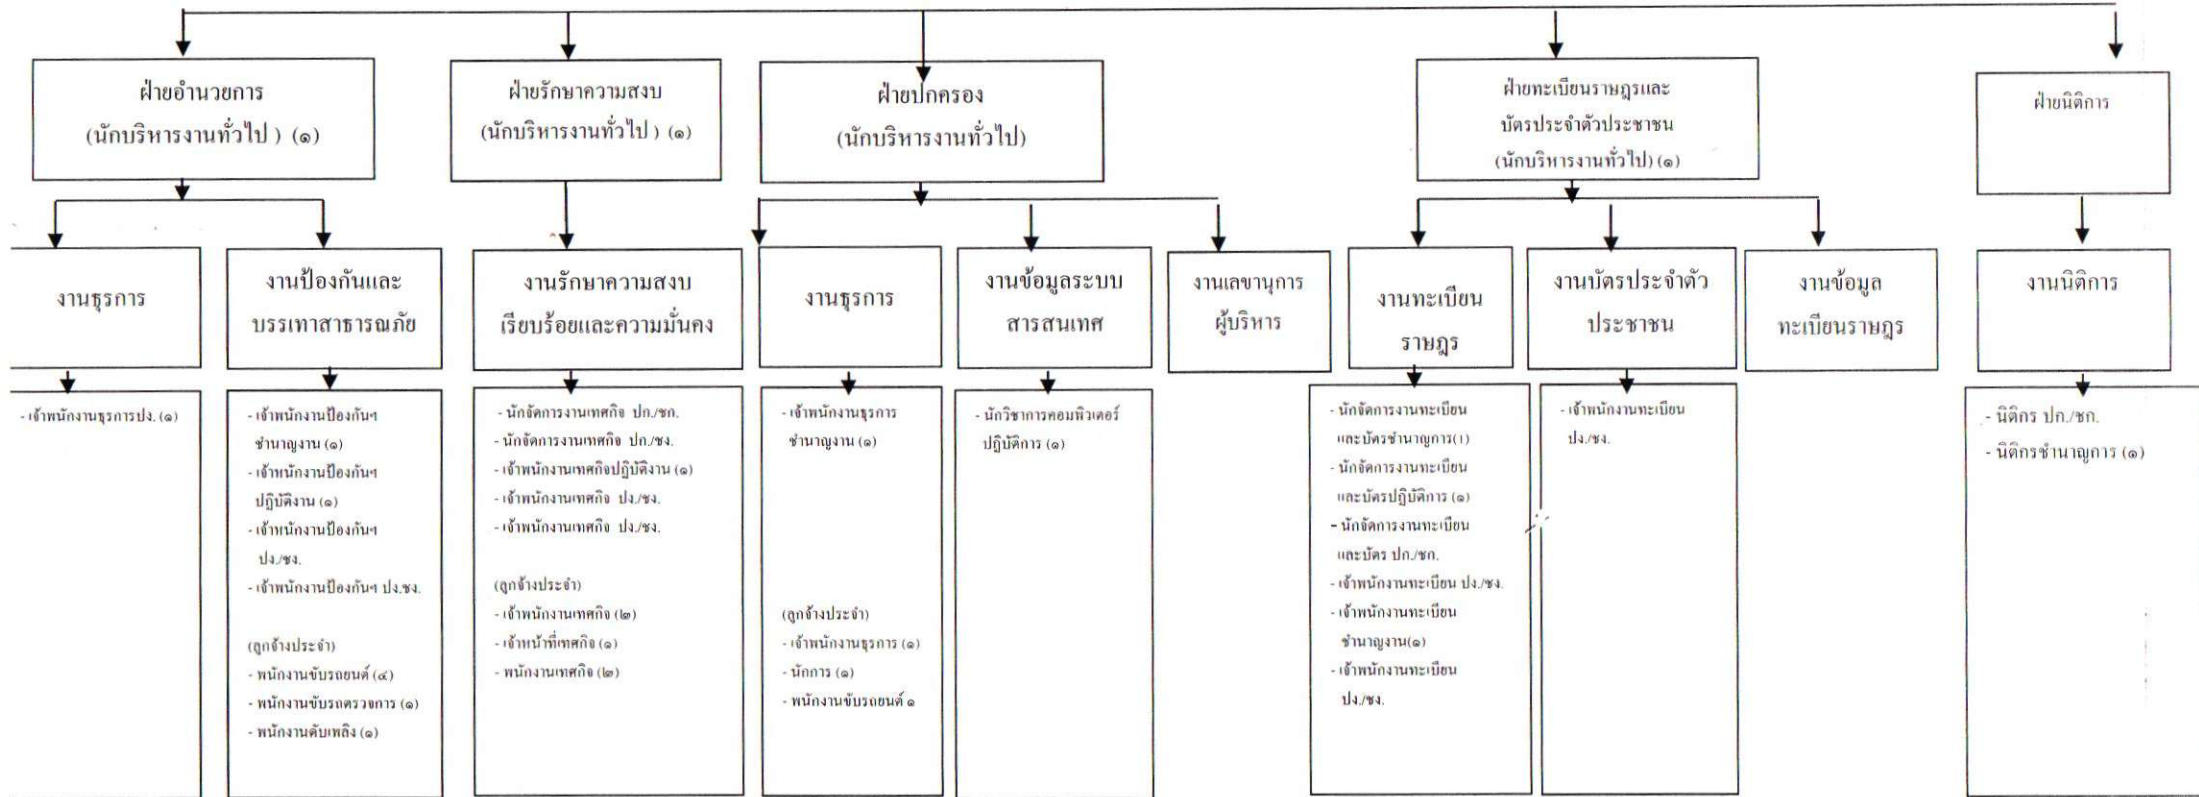 ฝ่ายอำนวยการ
(นักบริหารงานทั่วไป ) (๑)
ฝ่ายรักษาความสงบ
(นักบริหารงานทั่วไป ) (๑)
ฝ่ายปกครอง
(นักบริหารงานทั่วไป)
ฝ่ายทะเบียนราษฎรและ
บัตรประจำตัวประชาชน
(นักบริหารงานทั่วไป) (๑)
ฝ่ายนิติการ
งานธุรการ
งานป้องกันและ
บรรเทาสาธารณภัย
งานรักษาความสงบ
เรียบร้อยและความมั่นคง
งานธุรการ
งานข้อมูลระบบ
สารสนเทศ
งานเลขานุการ
ผู้บริหาร
งานทะเบียน
ราษฎร
งานบัตรประจำตัว
ประชาชน
งานข้อมูล
ทะเบียนราษฎร
งานนิติการ
- เจ้าพนักงานธุรการปง. (๑)
- เจ้าพนักงานป้องกันฯ
ชำนาญงาน (๑)
- เจ้าพนักงานป้องกันฯ
ปฏิบัติงาน (๑)
- เจ้าพนักงานป้องกันฯ
ปง./ชง.
- เจ้าพนักงานป้องกันฯ ปง.ชง.
(ลูกจ้างประจำ)
- พนักงานขับรถยนต์ (๔)
- พนักงานขับรถตรวจการ (๑)
- พนักงานดับเพลิง (๑)
- นักจัดการงานเทศกิจ ปก./ชก.
- นักจัดการงานเทศกิจ ปก./ชง.
- เจ้าพนักงานเทศกิจปฏิบัติงาน (๑)
- เจ้าพนักงานเทศกิจ ปง./ชง.
- เจ้าพนักงานเทศกิจ ปง./ชง.
(ลูกจ้างประจำ)
- เจ้าพนักงานเทศกิจ (๒)
- เจ้าหน้าที่เทศกิจ (๑)
- พนักงานเทศกิจ (๒)
- เจ้าพนักงานธุรการ
ชำนาญงาน (๑)
(ลูกจ้างประจำ)
- เจ้าพนักงานธุรการ (๑)
- นักการ (๑)
- พนักงานขับรถยนต์ ๑
- นักวิชาการคอมพิวเตอร์
ปฏิบัติการ (๑)
- นักจัดการงานทะเบียน
และบัตรชำนาญการ(1)
- นักจัดการงานทะเบียน
และบัตรปฏิบัติการ (๑)
- นักจัดการงานทะเบียน
และบัตร ปก./ชก.
- เจ้าพนักงานทะเบียน ปง./ชง.
- เจ้าพนักงานทะเบียน
ชำนาญงาน(๑)
- เจ้าพนักงานทะเบียน
ปง./ชง.
- เจ้าพนักงานทะเบียน
ปง./ชง.
- นิติกร ปก./ชก.
- นิติกรชำนาญการ (๑)